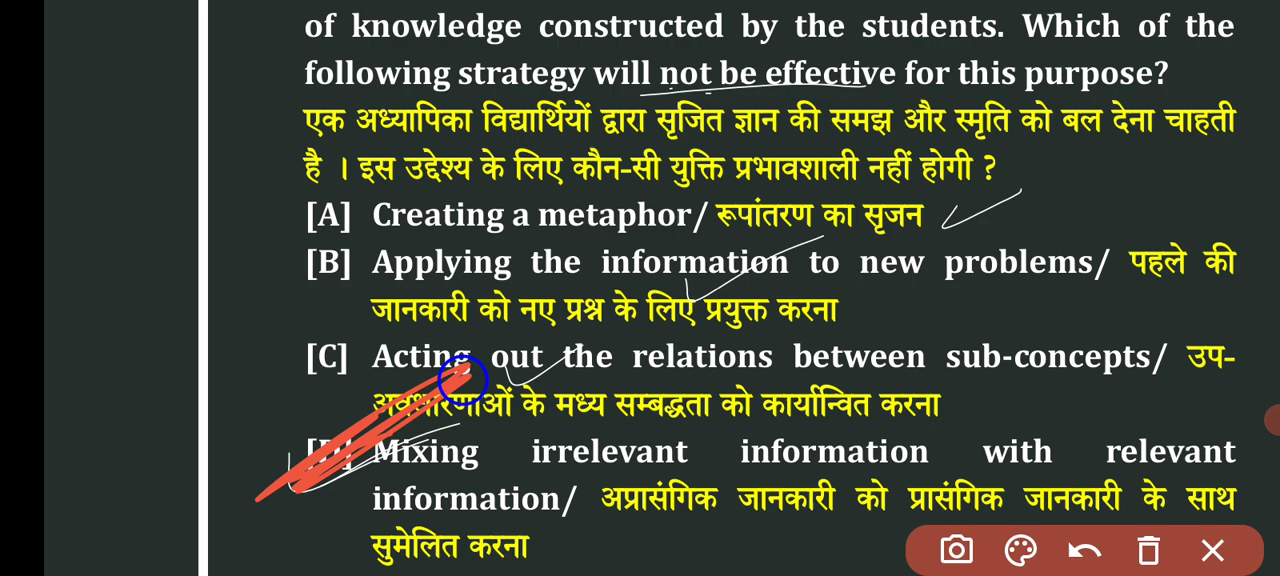 of knowledge constructed by the students. Which of the
following strategy will not be effective for this purpose?
एक अध्यापिका विद्यार्थियों द्वारा सृजित ज्ञान की समझ और स्मृति को बल देना चाहती
है । इस उद्देश्य के लिए कौन-सी युक्ति प्रभावशाली नहीं होगी ?
[A] Creating a metaphor/ रूपांतरण का सृजन
[B] Applying the information to new problems/ पहले की
जानकारी को नए प्रश्न के लिए प्रयुक्त करना
[C] Acting out the relations between sub-concepts/ उप-
अवधारणाओं के मध्य सम्बद्धता को कार्यान्वित करना
[D] Mixing irrelevant information with relevant
information/ अप्रासंगिक जानकारी को प्रासंगिक जानकारी के साथ
सुमेलित करना